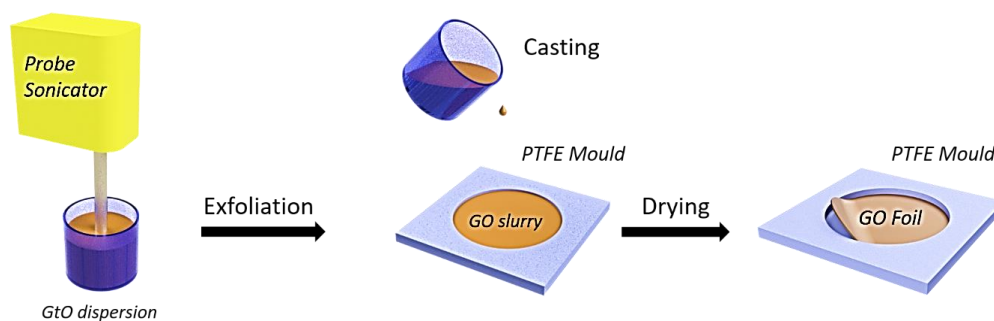 Probe
Sonicator
GtO dispersion
Exfoliation
Casting
PTFE Mould
GO slurry
Drying
PTFE Mould
GO Foil